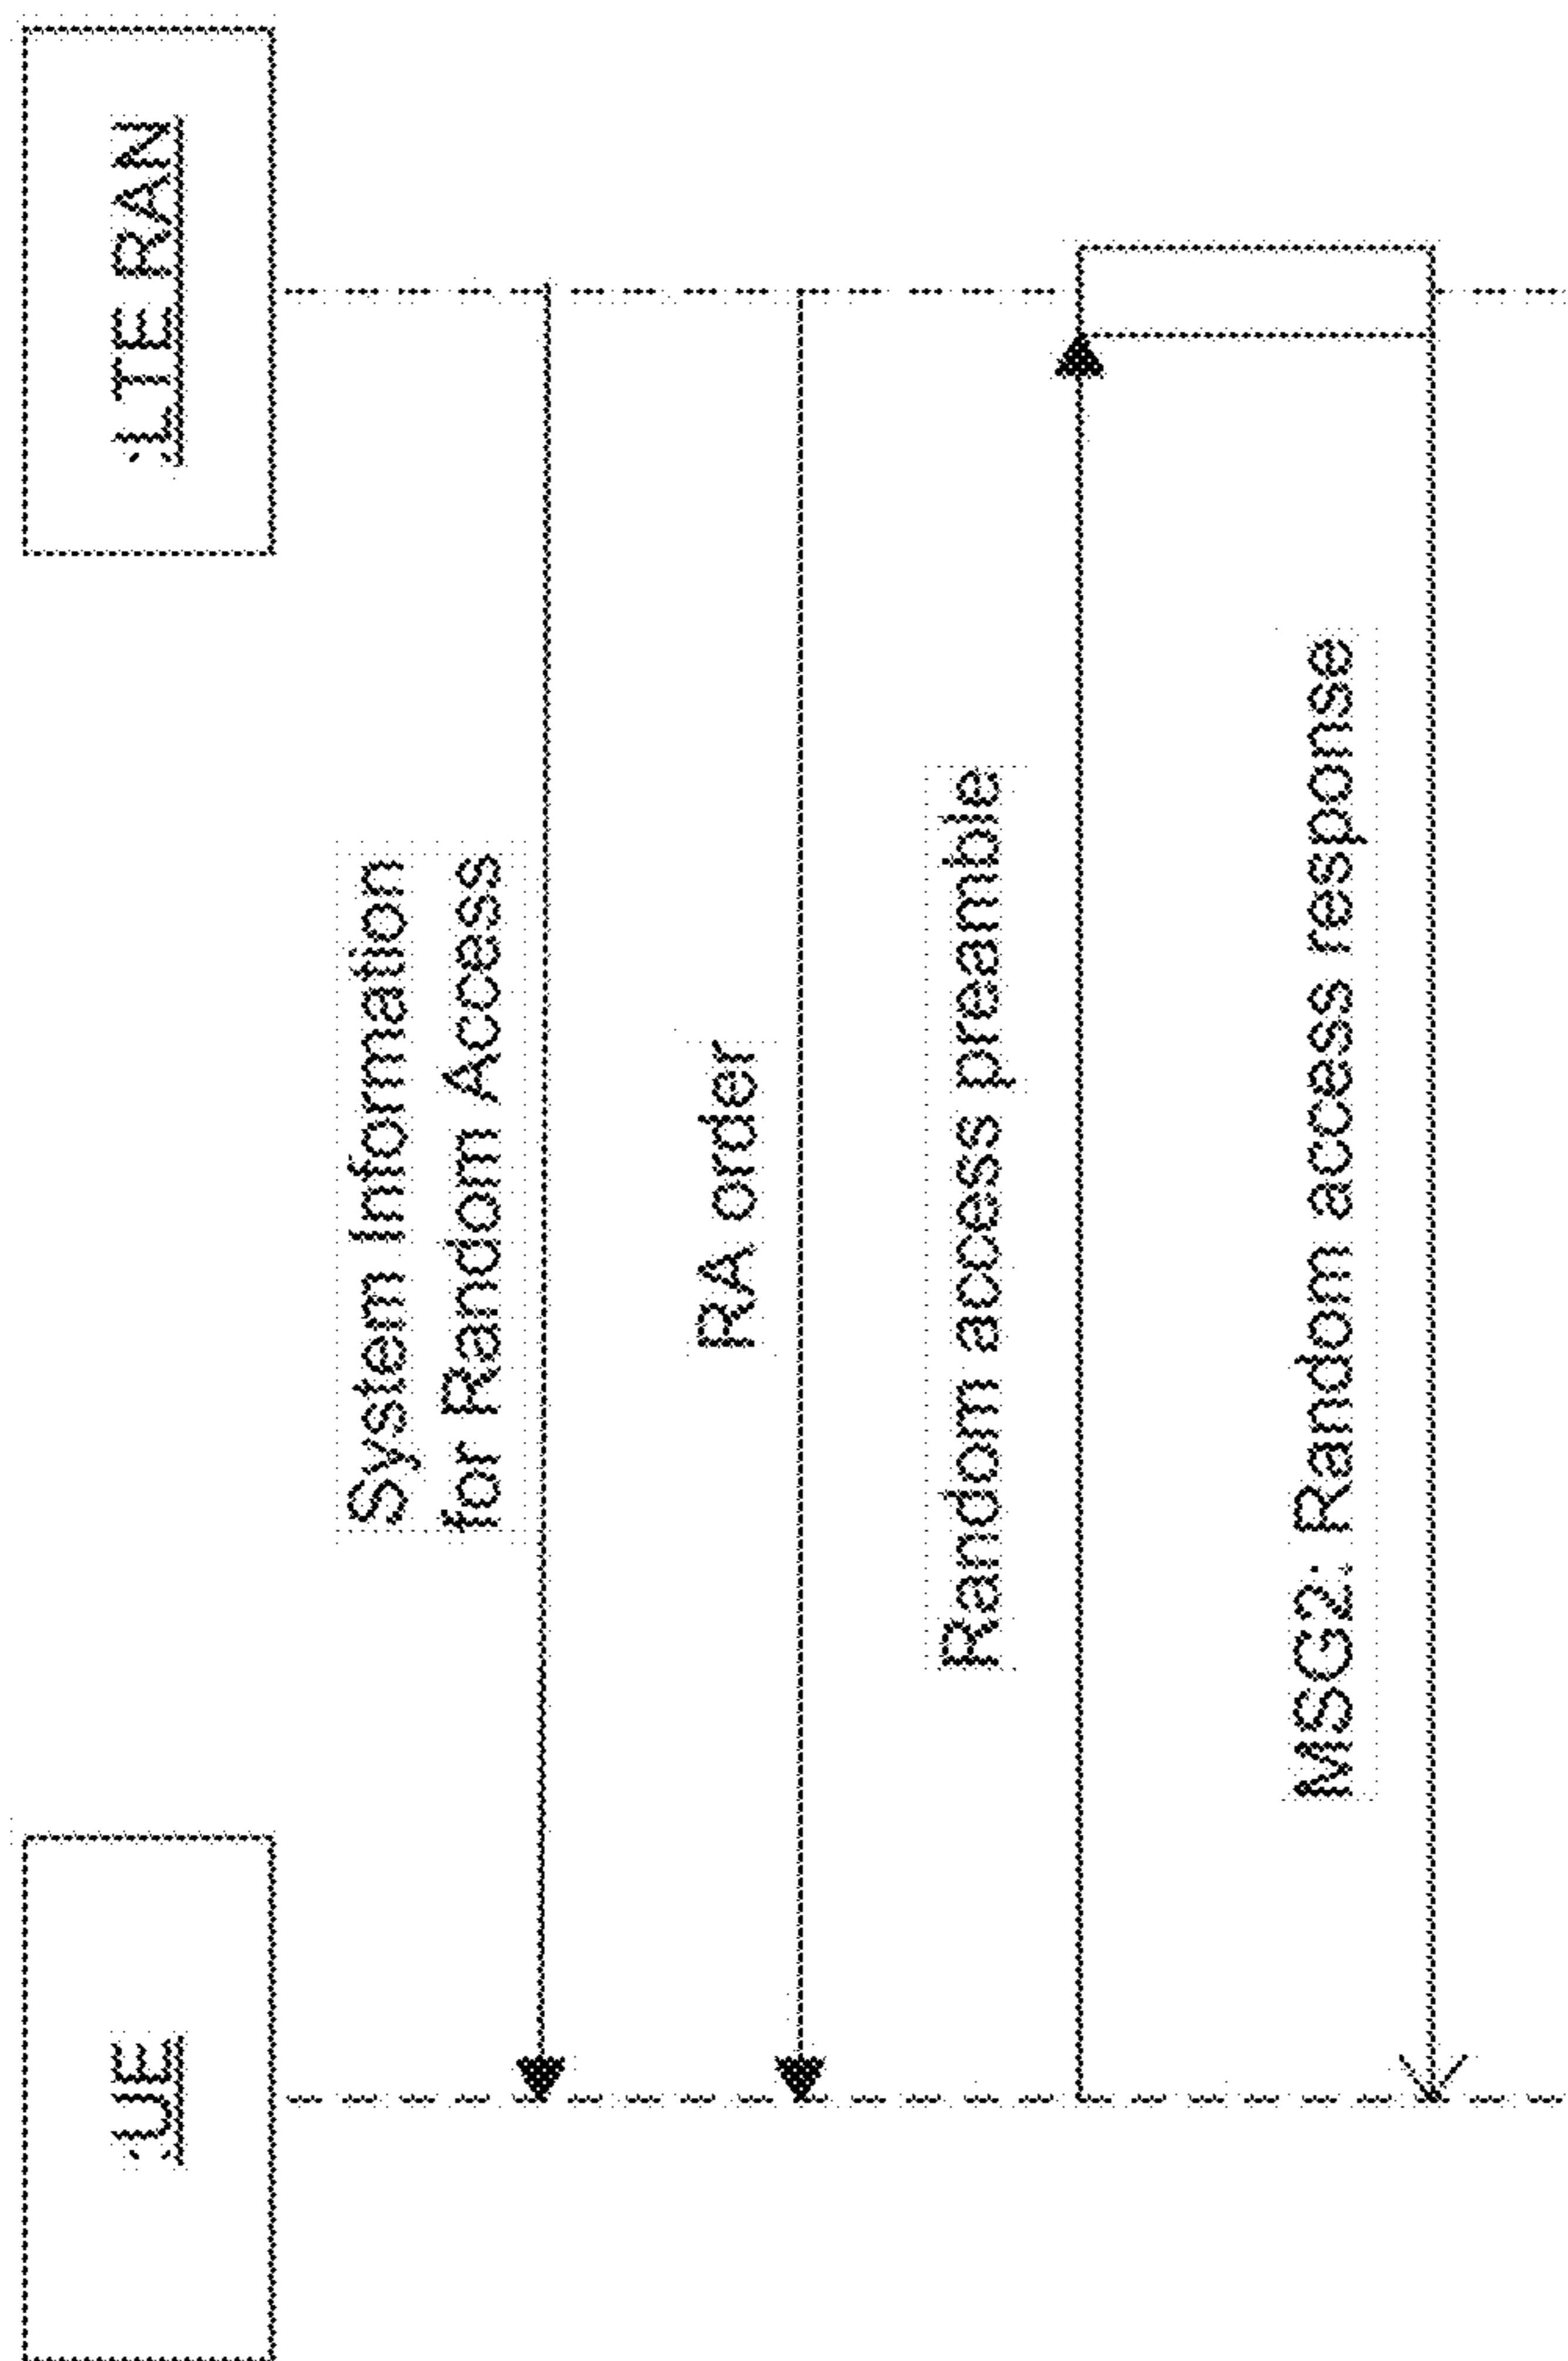 :UE
:LTE RAN
System Information
for Random Access
RA order
Random access preamble
MSG2: Random access response